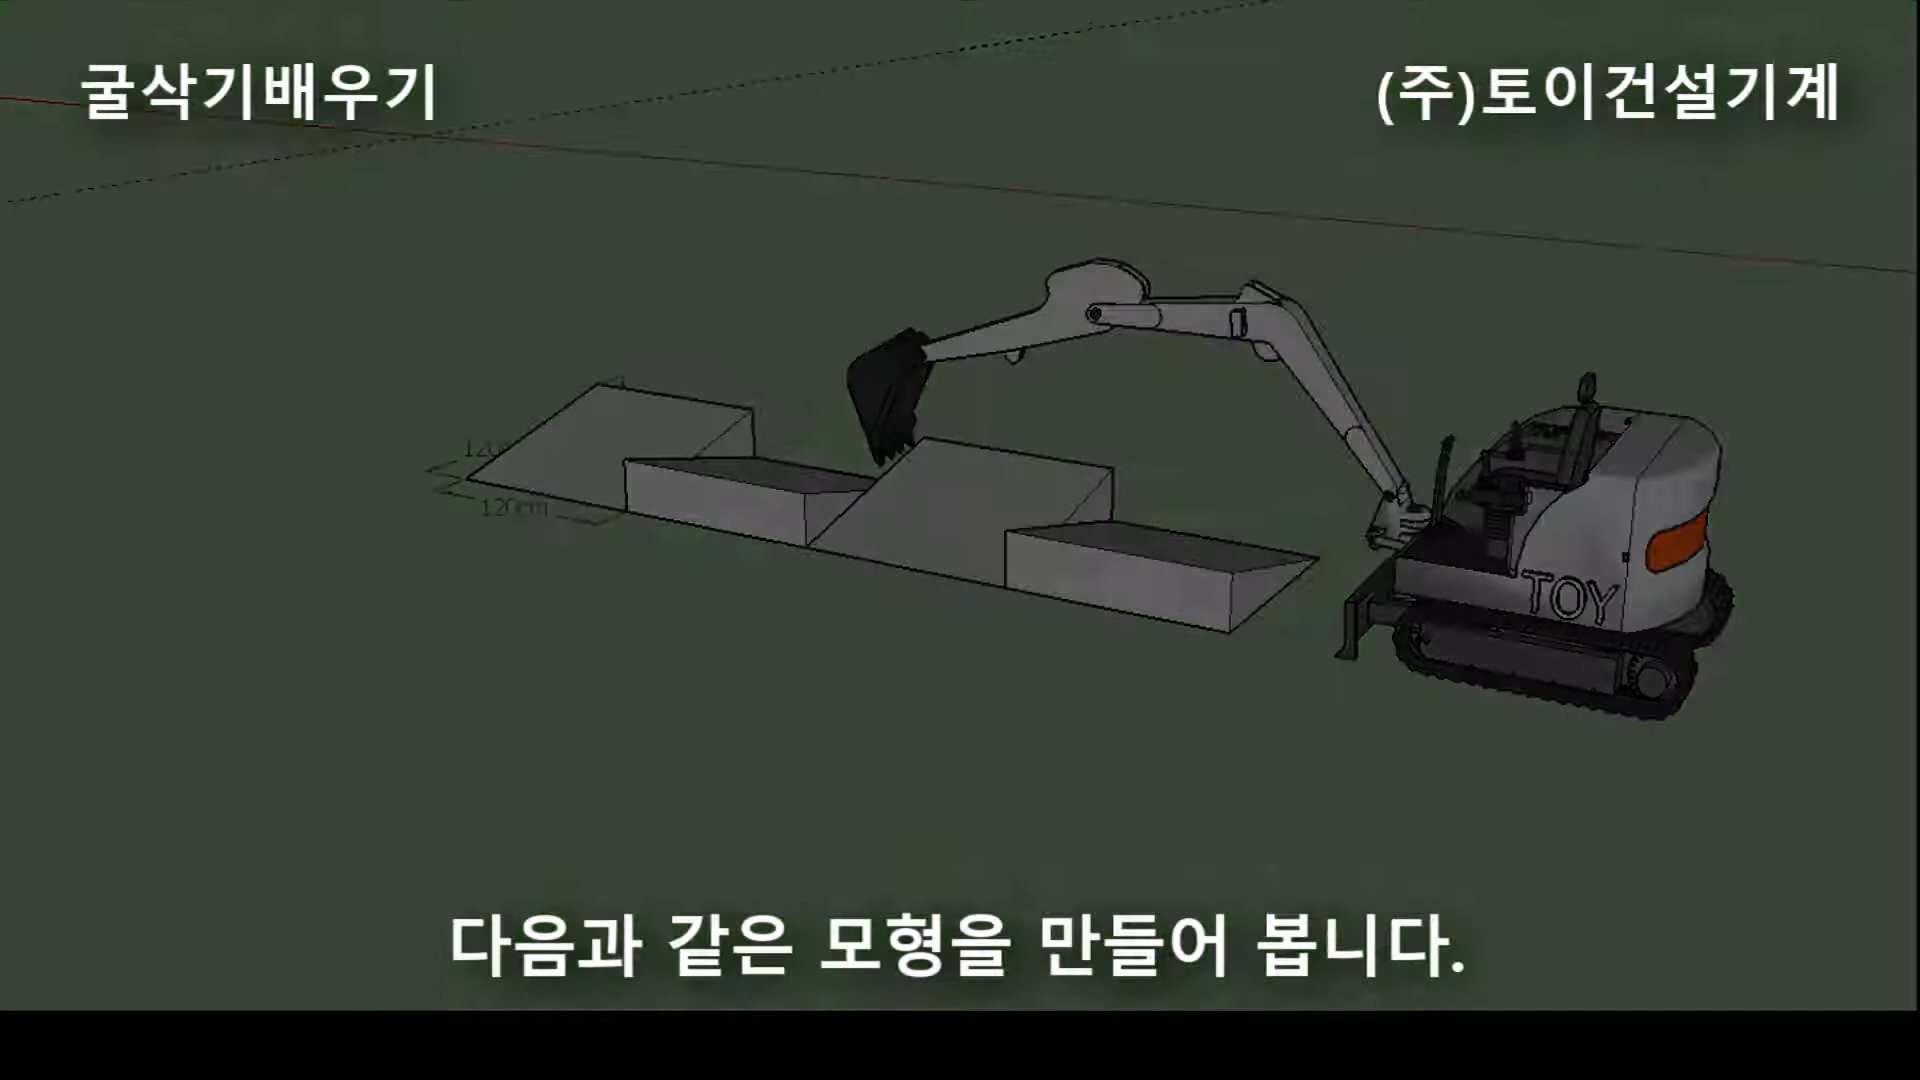 굴삭기배우기
(주)토이건설기계
120cm
TOY
다음과 같은 모형을 만들어 봅니다.